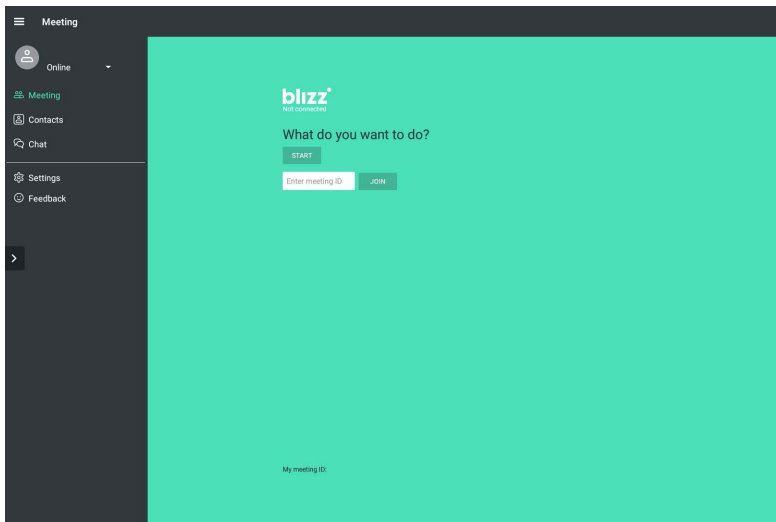 Meeting
Online
Meeting
Contacts
Chat
Settings
Feedback
blizz
Not connected
What do you want to do?
START
Enter meeting ID
JOIN
My meeting ID: